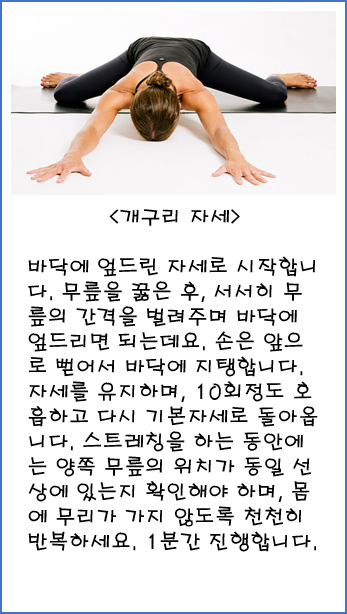 <개구리 자세>
바닥에 엎드린 자세로 시작합니
다. 무릎을 꿇은 후, 서서히 무
릎의 간격을 벌려주며 바닥에
엎드리면 되는데요. 손은 앞으
로 뻗어서 바닥에 지탱합니다.
자세를 유지하며, 10회정도 호
흡하고 다시 기본자세로 돌아옵
니다. 스트레칭을 하는 동안에
는 양쪽 무릎의 위치가 동일 선
상에 있는지 확인해야 하며, 몸
에 무리가 가지 않도록 천천히
반복하세요. 1분간 진행합니다.